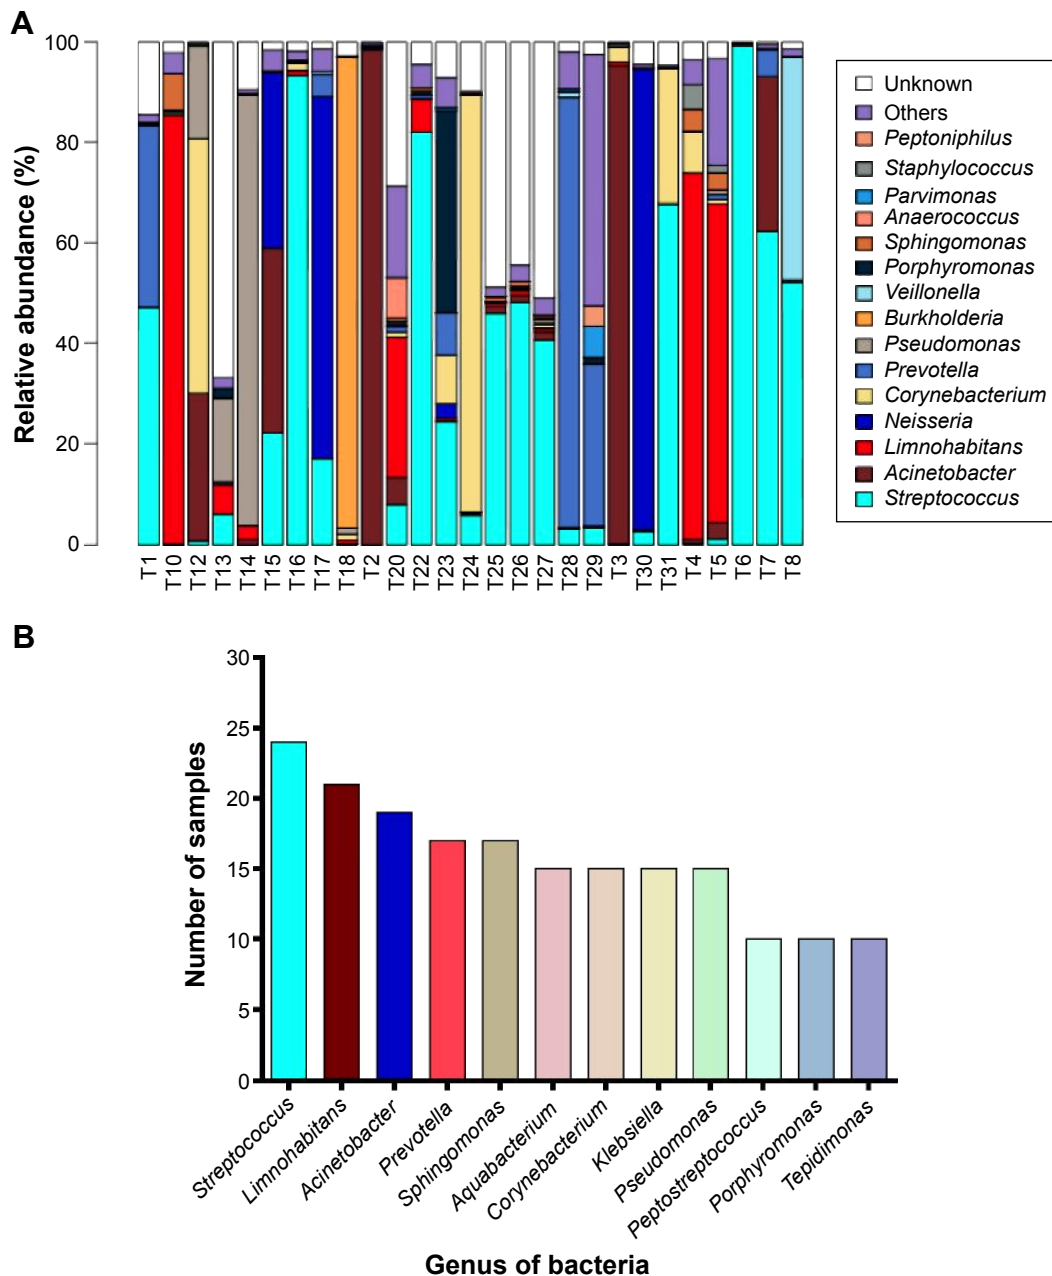 A
Relative abundance (%)
100
80
60
40
20
0
T1
T10
T12
T13
T14
T15
T16
T17
T18
T2
T20
T22
T23
T24
T25
T26
T27
T28
T29
T3
T30
T31
T4
T5
T6
T7
T8
Unknown
Others
Peptoniphilus
Staphylococcus
Parvimonas
Anaerococcus
Sphingomonas
Porphyromonas
Veillonella
Burkholderia
Pseudomonas
Prevotella
Corynebacterium
Neisseria
Limnohabitans
Acinetobacter
Streptococcus
B
Number of samples
30
25
20
15
10
5
0
Streptococcus
Limnohabitans
Acinetobacter
Prevotella
Sphingomonas
Aquabacterium
Corynebacterium
Klebsiella
Pseudomonas
Peptostreptococcus
Porphyromonas
Tepidimonas
Genus of bacteria